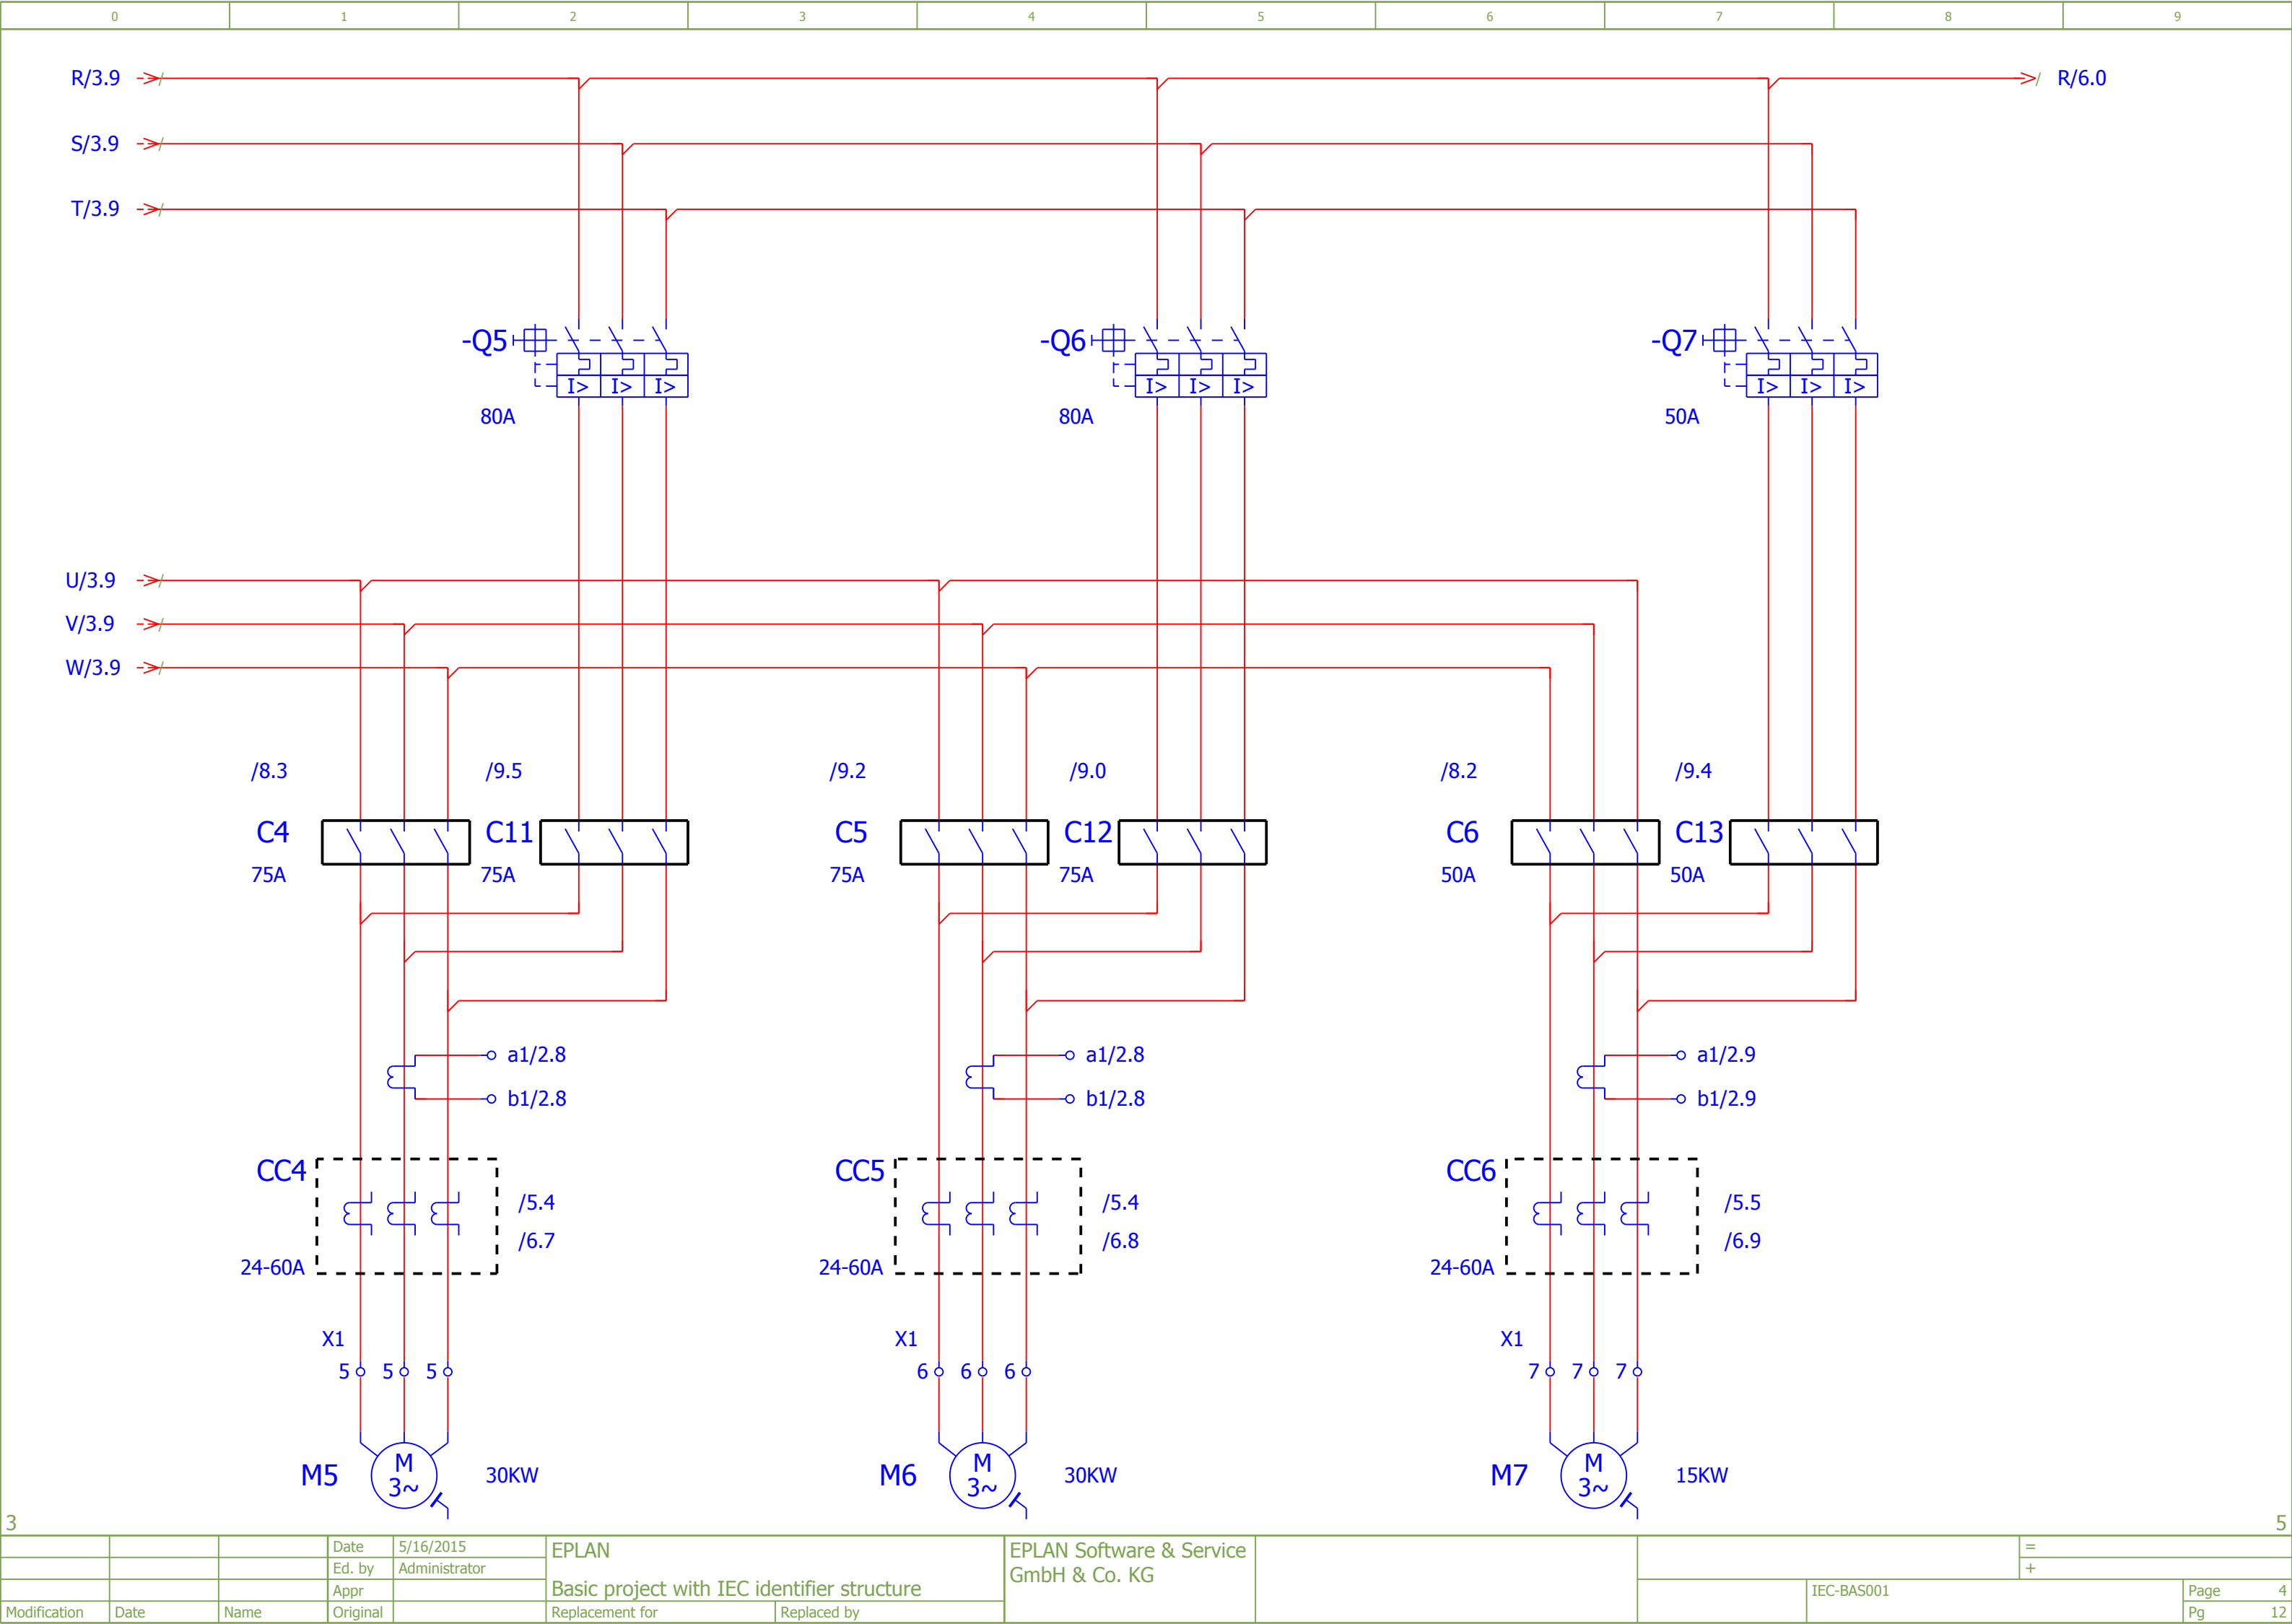 0 1 2 3 4 5 6 7 8 9
R/3.9 R/6.0
S/3.9
T/3.9
-Q5 -Q6 -Q7
I> I> I> I> I> I> I> I> I>
80A 80A 50A
U/3.9
V/3.9
W/3.9
/8.3 /9.5 /9.2 /9.0 /8.2 /9.4
C4 C11 C5 C12 C6 C13
75A 75A 75A 75A 50A 50A
a1/2.8 a1/2.8 a1/2.9
b1/2.8 b1/2.8 b1/2.9
CC4 CC5 CC6
/5.4 /5.4 /5.5
/6.7 /6.8 /6.9
24-60A 24-60A 24-60A
X1 X1 X1
5 5 5 6 6 6 7 7 7
M M M
M5 3~ 30KW M6 3~ 30KW M7 3~ 15KW
3 5
Date 5/16/2015 EPLAN EPLAN Software & Service =
Ed. by Administrator GmbH & Co. KG +
Appr Basic project with IEC identifier structure IEC-BAS001 Page 4
Modification Date Name Original Replacement for Replaced by Pg 12